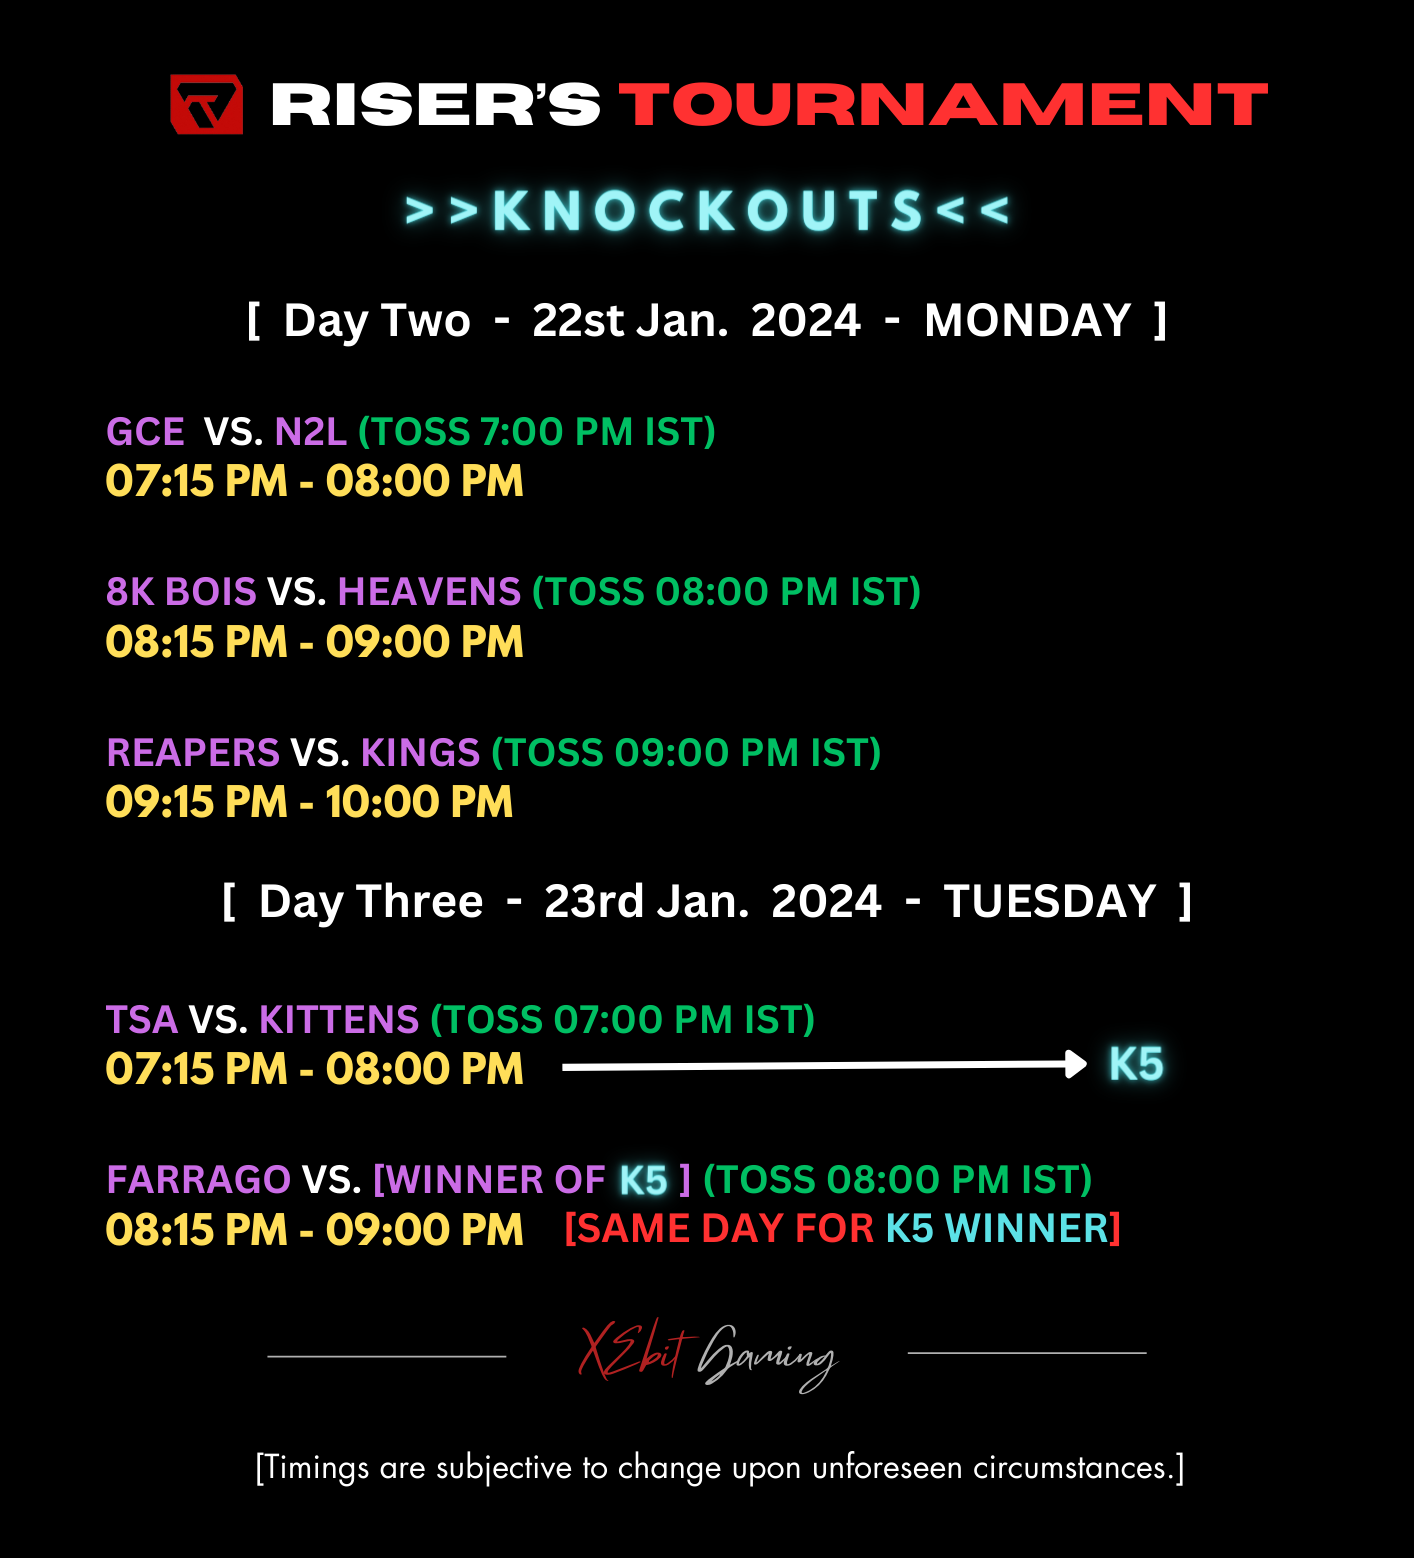 RISER'S TOURNAMENT
>>KNOCKOUTS<<
[ Day Two - 22st Jan. 2024 - MONDAY ]
GCE VS. N2L (TOSS 7:00 PM IST)
07:15 PM - 08:00 PM
8K BOIS VS. HEAVENS (TOSS 08:00 PM IST)
08:15 PM - 09:00 PM
REAPERS VS. KINGS (TOSS 09:00 PM IST)
09:15 PM - 10:00 PM
[ Day Three - 23rd Jan. 2024 - TUESDAY ]
TSA VS. KITTENS (TOSS 07:00 PM IST)
07:15 PM - 08:00 PM K5
FARRAGO VS. [WINNER OF K5 ] (TOSS 08:00 PM IST)
08:15 PM - 09:00 PM [SAME DAY FOR K5 WINNER]
XEbit Gaming
[Timings are subjective to change upon unforeseen circumstances.]